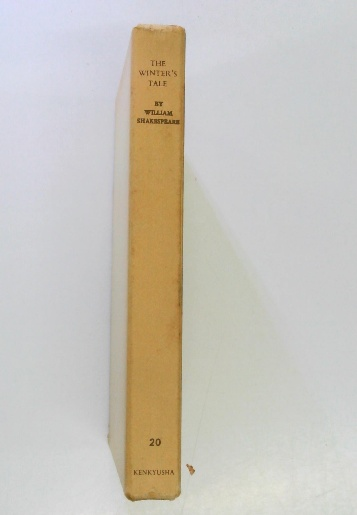 THE
WINTER'S
TALE
BY
WILLIAM
SHAKESPEARE
20
KENKYUSHA